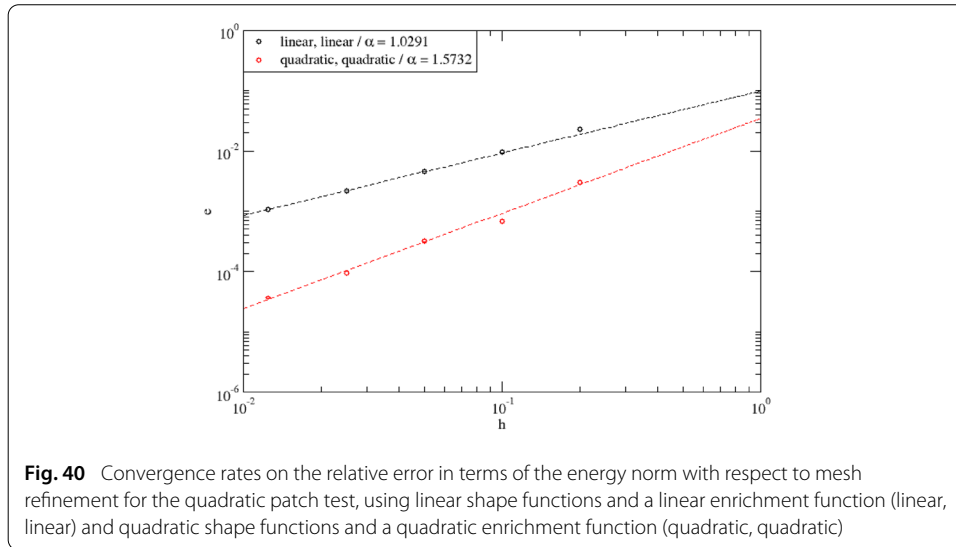 10^0
linear, linear / α = 1.0291
quadratic, quadratic / α = 1.5732
10^-2
e
10^-4
10^-6
10^-2
10^-1
10^0
h
Fig. 40 Convergence rates on the relative error in terms of the energy norm with respect to mesh
refinement for the quadratic patch test, using linear shape functions and a linear enrichment function (linear,
linear) and quadratic shape functions and a quadratic enrichment function (quadratic, quadratic)